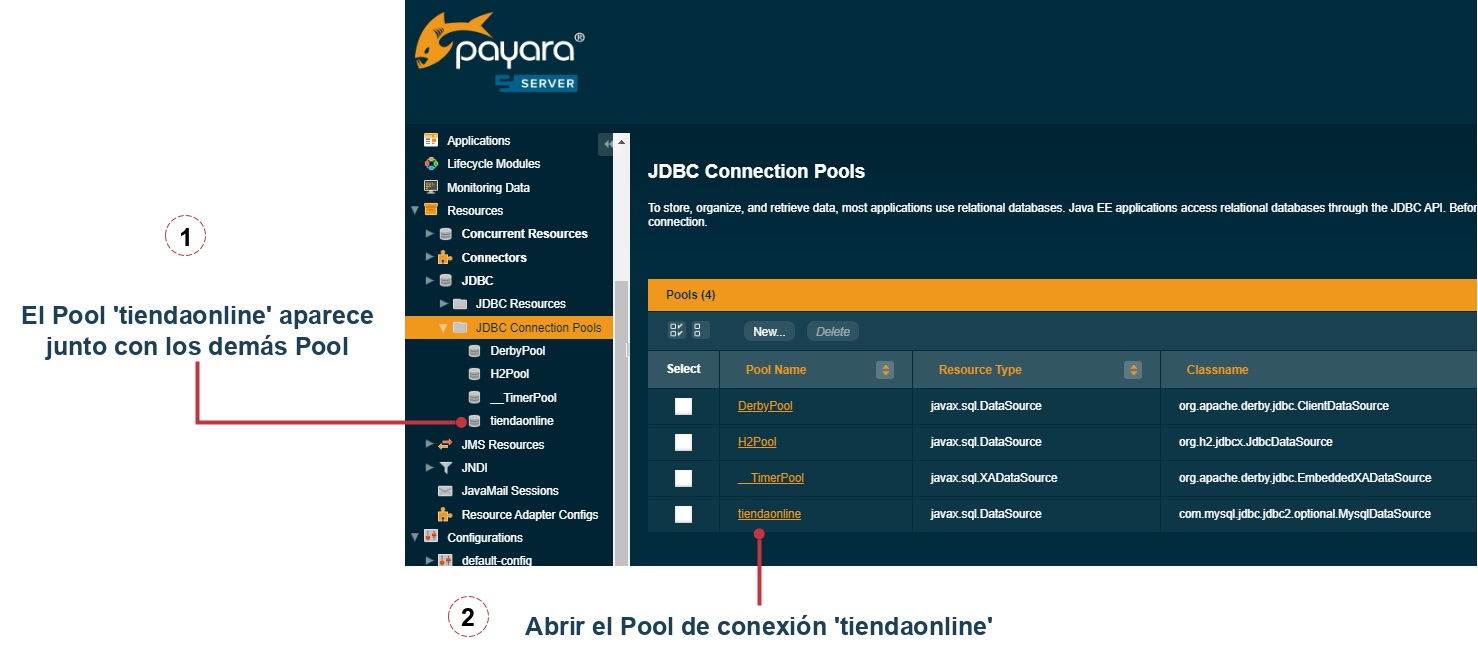 payara®
SERVER
Applications
Lifecycle Modules
Monitoring Data
Resources
Concurrent Resources
Connectors
JDBC
JDBC Resources
JDBC Connection Pools
DerbyPool
H2Pool
__TimerPool
tiendaonline
JMS Resources
JNDI
JavaMail Sessions
Resource Adapter Configs
Configurations
default-config
JDBC Connection Pools
To store, organize, and retrieve data, most applications use relational databases. Java EE applications access relational databases through the JDBC API. Befor
connection.
Pools (4)
New... Delete
Select Pool Name Resource Type Classname
DerbyPool javax.sql.DataSource org.apache.derby.jdbc.ClientDataSource
H2Pool javax.sql.DataSource org.h2.jdbcx.JdbcDataSource
__TimerPool javax.sql.XADataSource org.apache.derby.jdbc.EmbeddedXADataSource
tiendaonline javax.sql.DataSource com.mysql.jdbc.jdbc2.optional.MysqlDataSource
1
El Pool 'tiendaonline' aparece
junto con los demás Pool
2
Abrir el Pool de conexión 'tiendaonline'